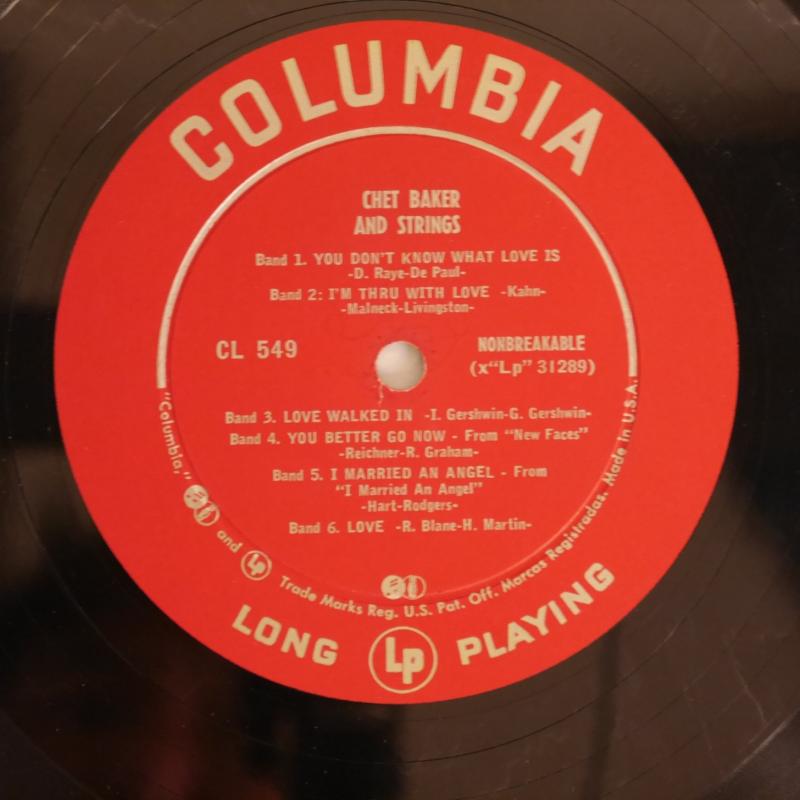 COLUMBIA
CHET BAKER
AND STRINGS
Band 1. YOU DON'T KNOW WHAT LOVE IS
-D. Raye-De Paul-
Band 2: I'M THRU WITH LOVE -Kahn-
-Malneck-Livingston-
CL 549
NONBREAKABLE
(x"Lp" 31289)
Band 3. LOVE WALKED IN -I. Gershwin-G. Gershwin-
Band 4. YOU BETTER GO NOW - From "New Faces"
-Reichner-R. Graham-
Band 5. I MARRIED AN ANGEL - From
"I Married An Angel"
-Hart-Rodgers-
Band 6. LOVE -R. Blane-H. Martin-
"Columbia," and Lp Trade Marks Reg. U.S. Pat. Off. Marcas Registradas. Made in U.S.A.
LONG Lp PLAYING